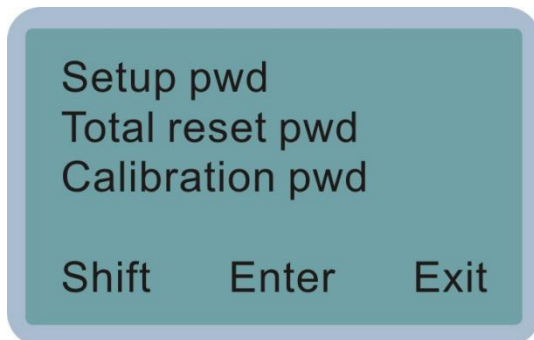 Setup pwd
Total reset pwd
Calibration pwd
Shift Enter Exit